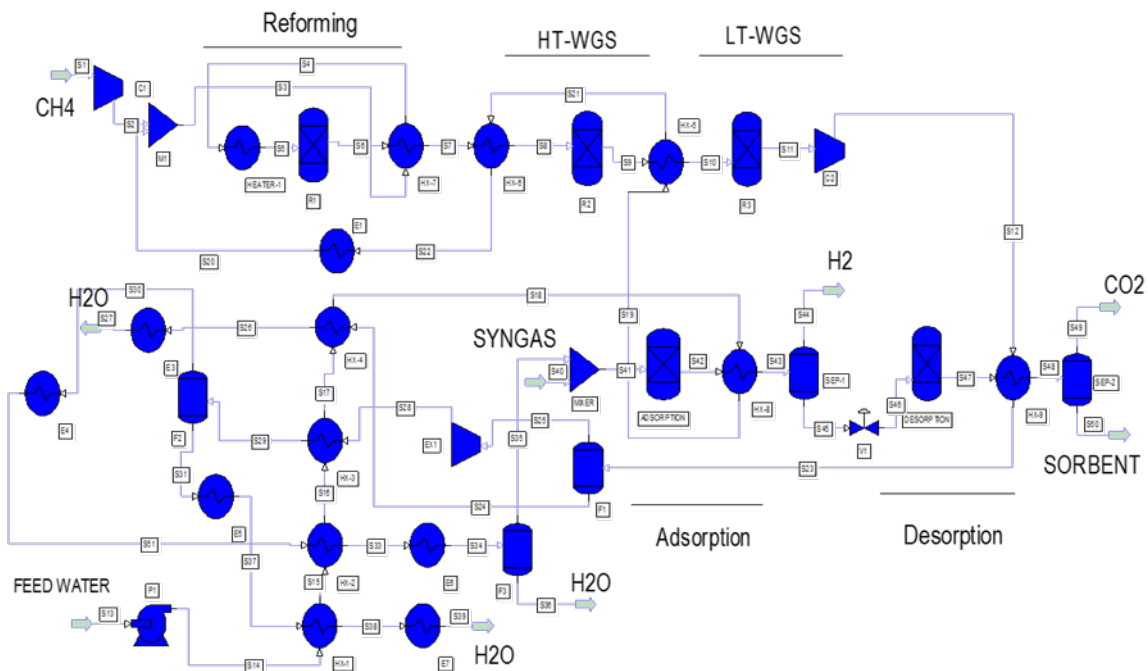 Reforming
HT-WGS
LT-WGS
S1
CH4
C1
S2
M1
S3
S4
S5
HEATER-1
R1
S6
HX-7
S7
S21
S8
R2
S9
HX-5
S10
R3
S11
C2
S12
E1
S22
S20
H2O
S30
S27
E3
S26
HX-4
S18
SYNGAS
S40
MIXER
S19
S41
ADSORPTION
S42
HX-8
S43
H2
S44
SEP-1
S45
V1
S46
DESORPTION
S47
HX-9
S48
CO2
S49
SEP-2
S50
SORBENT
E4
F2
S29
S17
HX-3
S28
EX1
S25
S35
S31
S16
S24
F1
S23
Adsorption
Desorption
S51
S37
S33
S34
HX-2
S15
F3
S36
H2O
FEED WATER
S13
P1
S14
HX-1
S38
E7
S39
H2O